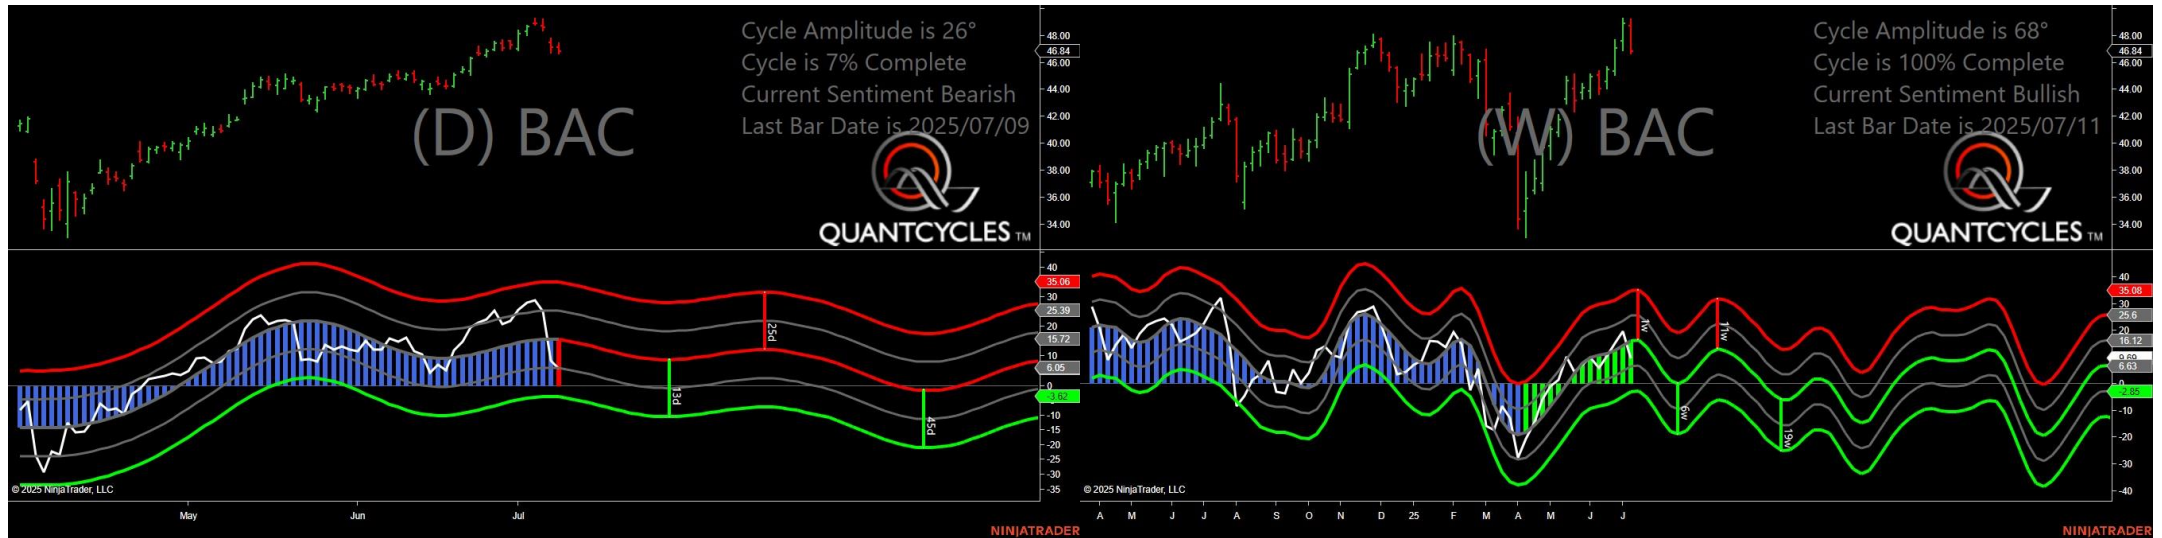 Cycle Amplitude is 26°
Cycle is 7% Complete
Current Sentiment Bearish
Last Bar Date is 2025/07/09
(D) BAC
QUANTCYCLES TM
48.00
46.84
46.00
44.00
42.00
40.00
38.00
36.00
34.00
40
35.06
30
25.39
20
15.72
10
6.05
0
-3.62
-10
-15
-20
-25
-30
-35
13d
25d
45d
© 2025 NinjaTrader, LLC
May Jun Jul
NINJATRADER
Cycle Amplitude is 68°
Cycle is 100% Complete
Current Sentiment Bullish
Last Bar Date is 2025/07/11
(W) BAC
QUANTCYCLES TM
48.00
46.84
46.00
44.00
42.00
40.00
38.00
36.00
34.00
40
35.08
30
25.6
20
16.12
9.69
6.63
0
-2.85
-10
-20
-30
-40
1w
6w
11w
19w
© 2025 NinjaTrader, LLC
A M J J A S O N D 25 F M A M J J
NINJATRADER